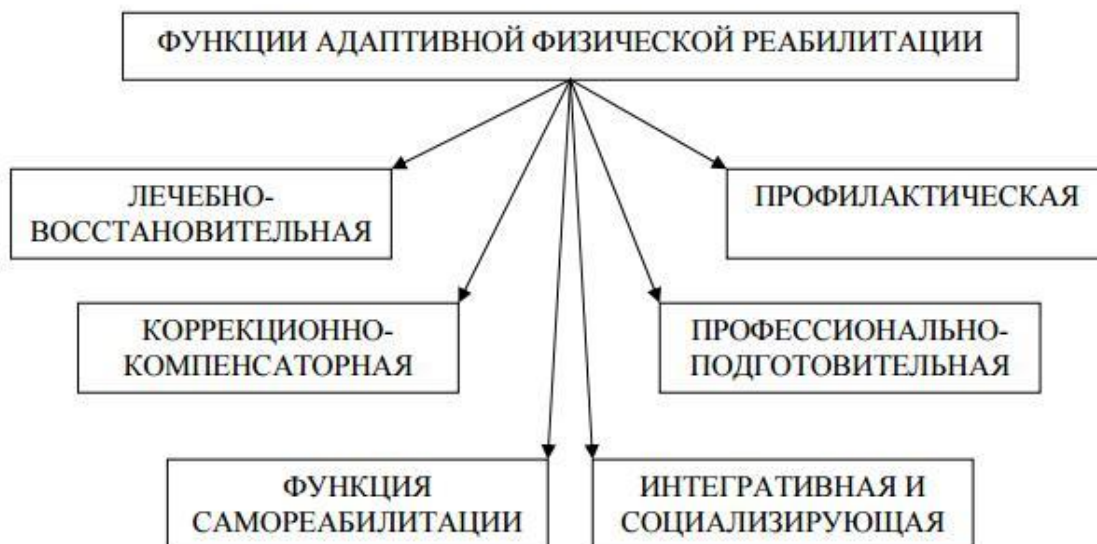 ФУНКЦИИ АДАПТИВНОЙ ФИЗИЧЕСКОЙ РЕАБИЛИТАЦИИ
ЛЕЧЕБНО-
ВОССТАНОВИТЕЛЬНАЯ
ПРОФИЛАКТИЧЕСКАЯ
КОРРЕКЦИОННО-
КОМПЕНСАТОРНАЯ
ПРОФЕССИОНАЛЬНО-
ПОДГОТОВИТЕЛЬНАЯ
ФУНКЦИЯ
САМОРЕАБИЛИТАЦИИ
ИНТЕГРАТИВНАЯ И
СОЦИАЛИЗИРУЮЩАЯ